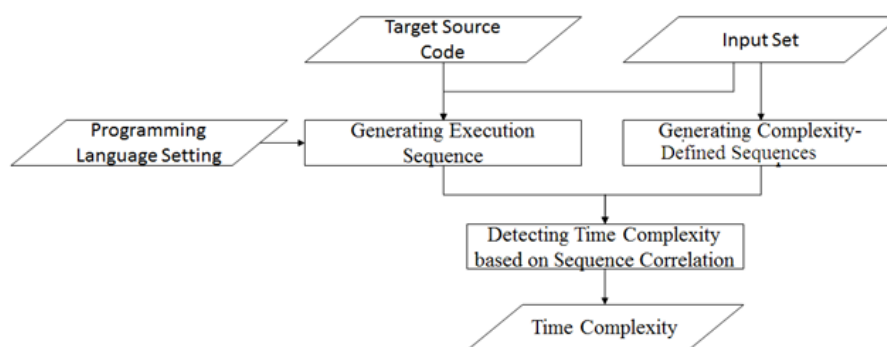 Target Source
Code
Input Set
Programming
Language Setting
Generating Execution
Sequence
Generating Complexity-
Defined Sequences
Detecting Time Complexity
based on Sequence Correlation
Time Complexity